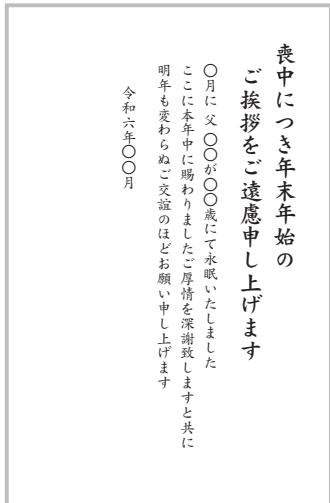 喪中につき年末年始の
ご挨拶をご遠慮申し上げます
〇月に 父 〇〇が〇〇歳にて永眠いたしました
ここに本年中に賜わりましたご厚情を深謝致しますと共に
明年も変わらぬご交誼のほどお願い申し上げます
令和六年〇〇月